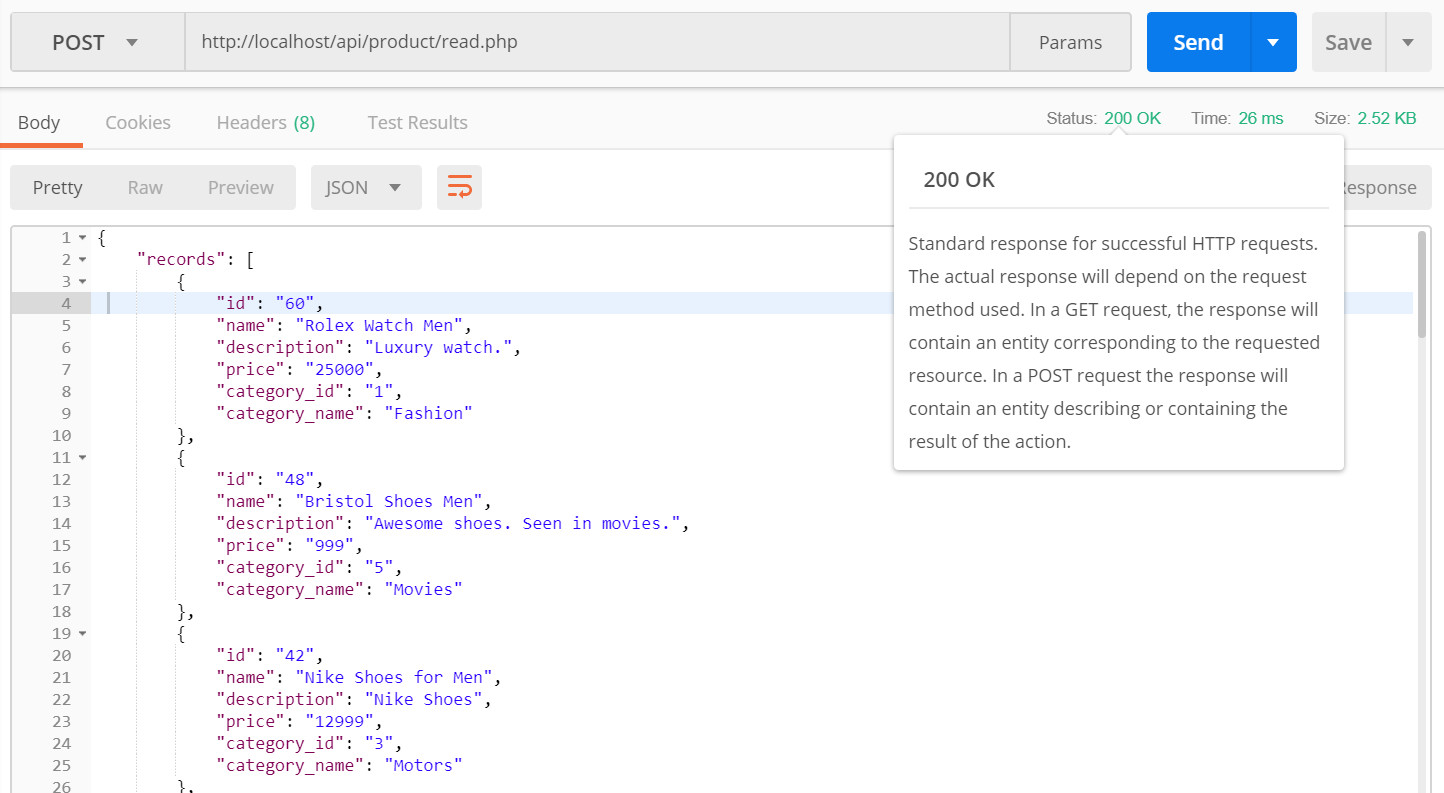 POST http://localhost/api/product/read.php Params Send Save
Body Cookies Headers (8) Test Results Status: 200 OK Time: 26 ms Size: 2.52 KB
Pretty Raw Preview JSON Response
200 OK
Standard response for successful HTTP requests.
The actual response will depend on the request
method used. In a GET request, the response will
contain an entity corresponding to the requested
resource. In a POST request the response will
contain an entity describing or containing the
result of the action.
1 {
2 "records": [
3 {
4 "id": "60",
5 "name": "Rolex Watch Men",
6 "description": "Luxury watch.",
7 "price": "25000",
8 "category_id": "1",
9 "category_name": "Fashion"
10 },
11 {
12 "id": "48",
13 "name": "Bristol Shoes Men",
14 "description": "Awesome shoes. Seen in movies.",
15 "price": "999",
16 "category_id": "5",
17 "category_name": "Movies"
18 },
19 {
20 "id": "42",
21 "name": "Nike Shoes for Men",
22 "description": "Nike Shoes",
23 "price": "12999",
24 "category_id": "3",
25 "category_name": "Motors"
26 },